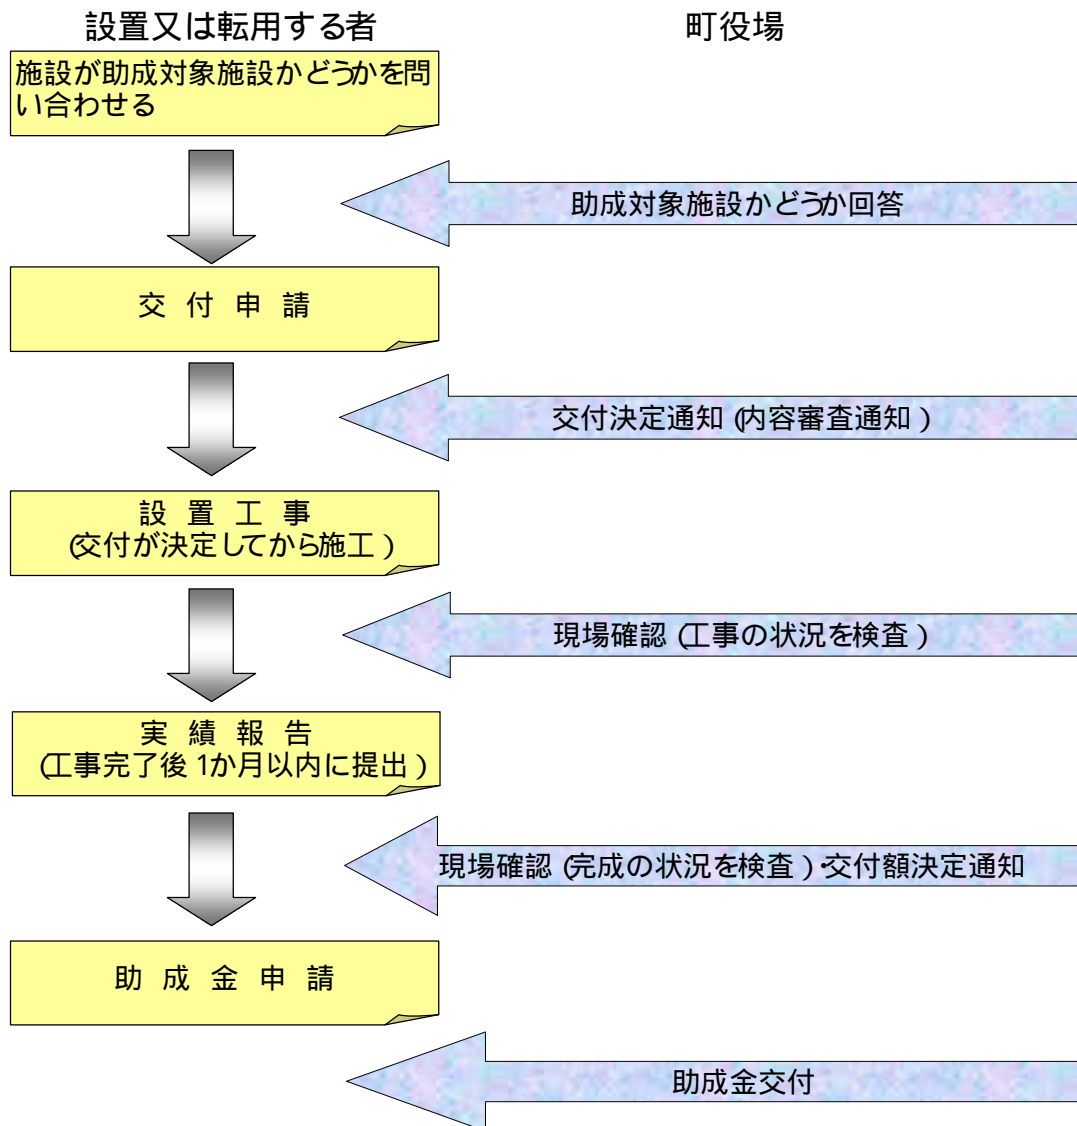 設置又は転用する者
町役場
施設が助成対象施設かどうかを問
い合わせる
助成対象施設かどうか回答
交 付 申 請
交付決定通知（内容審査通知）
設 置 工 事
（交付が決定してから施工）
現場確認（工事の状況を検査）
実 績 報 告
（工事完了後1か月以内に提出）
現場確認（完成の状況を検査）・交付額決定通知
助 成 金 申 請
助成金交付